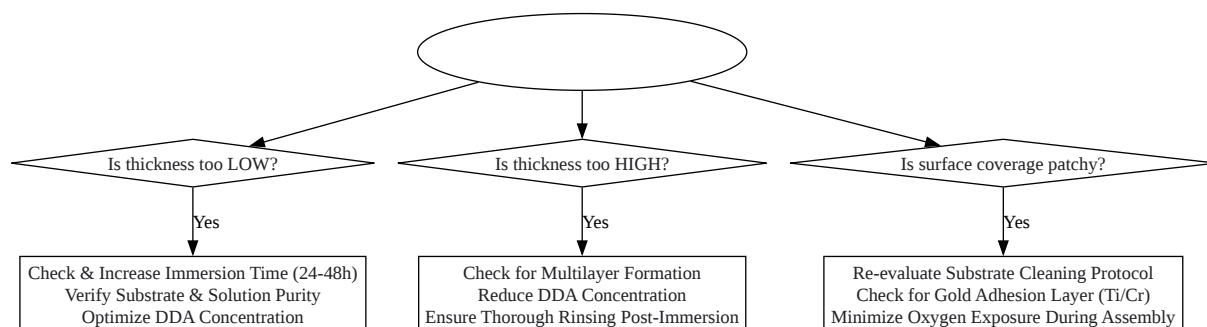 Is thickness too LOW?
Is thickness too HIGH?
Is surface coverage patchy?
Yes
Yes
Yes
Check & Increase Immersion Time (24-48h)
Verify Substrate & Solution Purity
Optimize DDA Concentration
Check for Multilayer Formation
Reduce DDA Concentration
Ensure Thorough Rinsing Post-Immersion
Re-evaluate Substrate Cleaning Protocol
Check for Gold Adhesion Layer (Ti/Cr)
Minimize Oxygen Exposure During Assembly